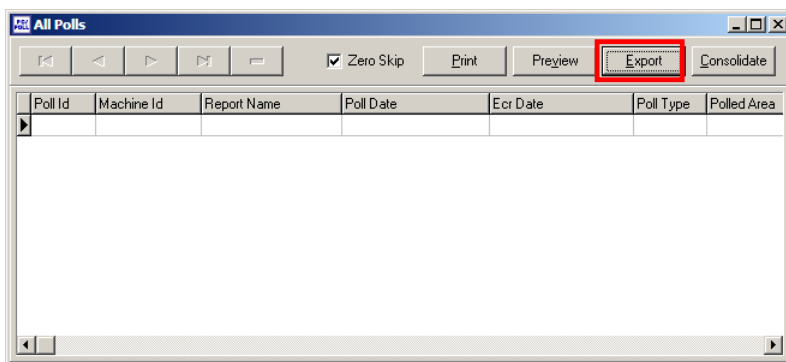 All Polls
Zero Skip Print Preview Export Consolidate
Poll Id Machine Id Report Name Poll Date Ecr Date Poll Type Polled Area